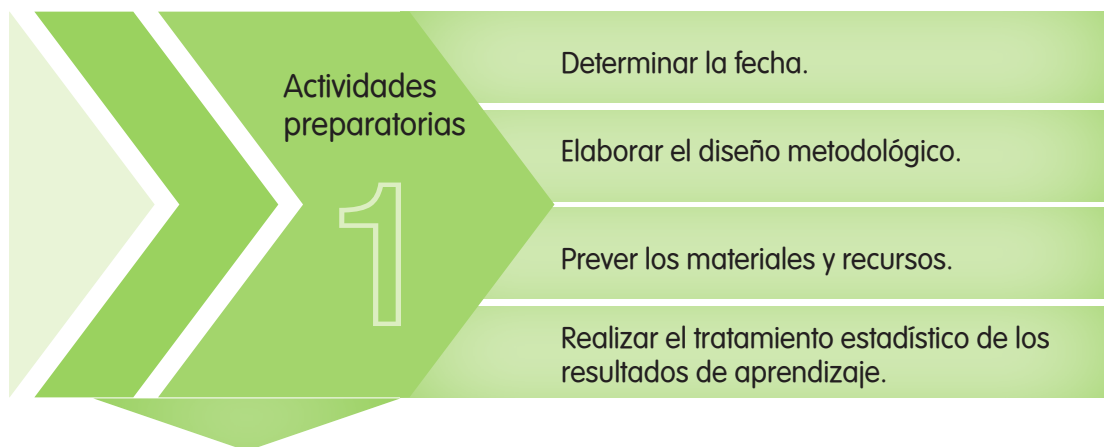 Actividades
preparatorias
1
Determinar la fecha.
Elaborar el diseño metodológico.
Prever los materiales y recursos.
Realizar el tratamiento estadístico de los
resultados de aprendizaje.